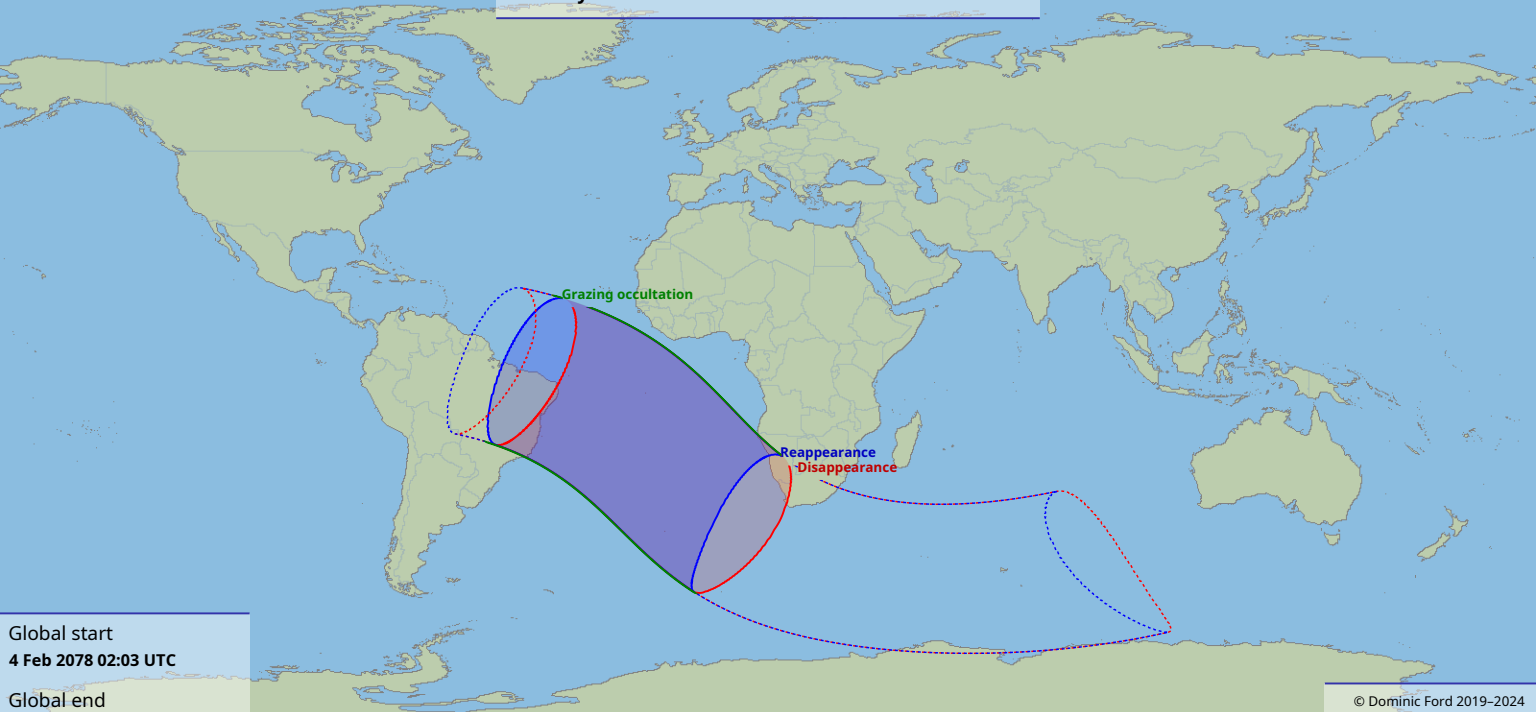 Grazing occultation
Reappearance
Disappearance
Global start
4 Feb 2078 02:03 UTC
Global end
© Dominic Ford 2019–2024